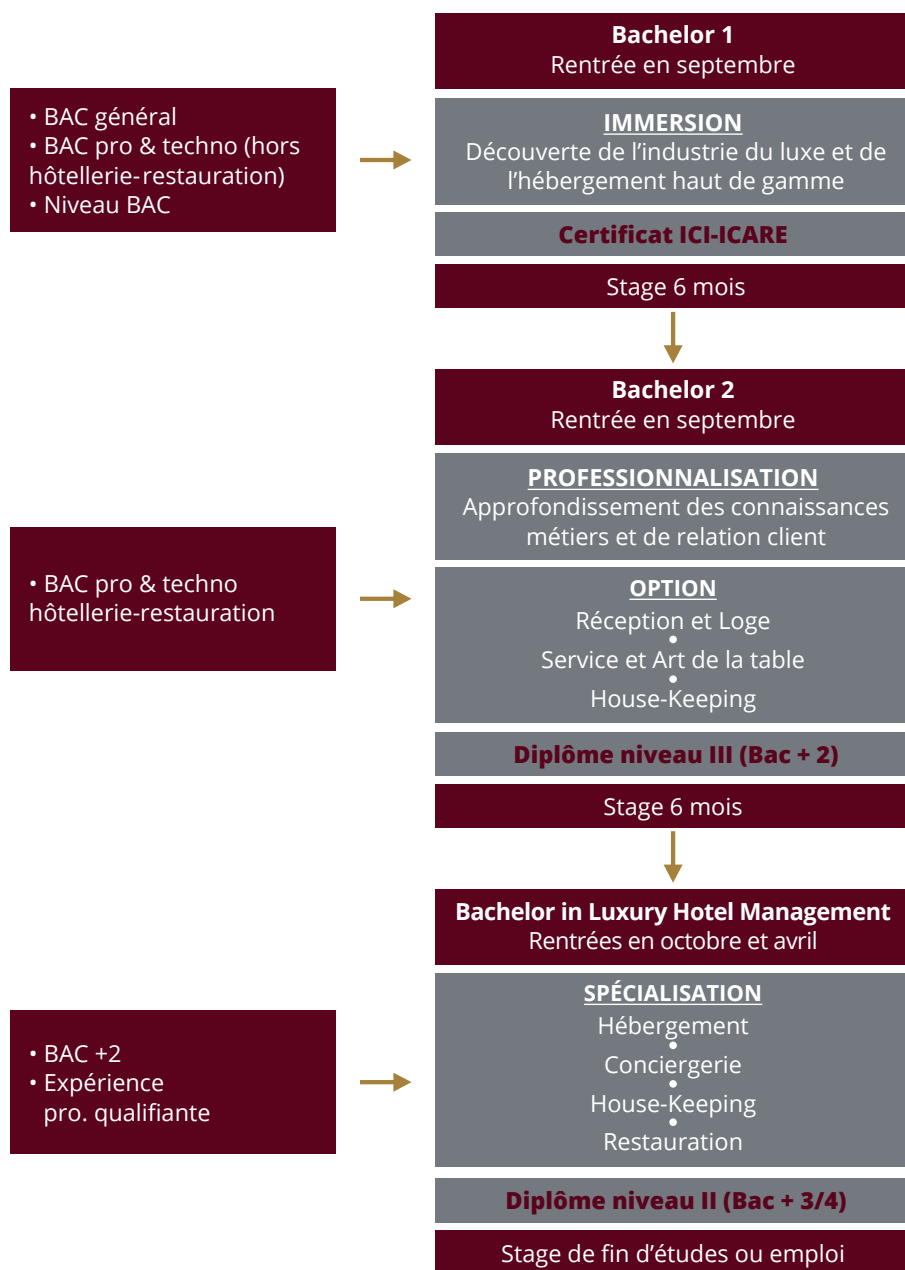 Bachelor 1
Rentrée en septembre
• BAC général
• BAC pro & techno (hors
hôtellerie-restauration)
• Niveau BAC
IMMERSION
Découverte de l'industrie du luxe et de
l'hébergement haut de gamme
Certificat ICI-ICARE
Stage 6 mois
Bachelor 2
Rentrée en septembre
PROFESSIONNALISATION
Approfondissement des connaissances
métiers et de relation client
• BAC pro & techno
hôtellerie-restauration
OPTION
Réception et Loge
•
Service et Art de la table
•
House-Keeping
Diplôme niveau III (Bac + 2)
Stage 6 mois
Bachelor in Luxury Hotel Management
Rentrées en octobre et avril
• BAC +2
• Expérience
pro. qualifiante
SPÉCIALISATION
Hébergement
•
Conciergerie
•
House-Keeping
•
Restauration
Diplôme niveau II (Bac + 3/4)
Stage de fin d'études ou emploi